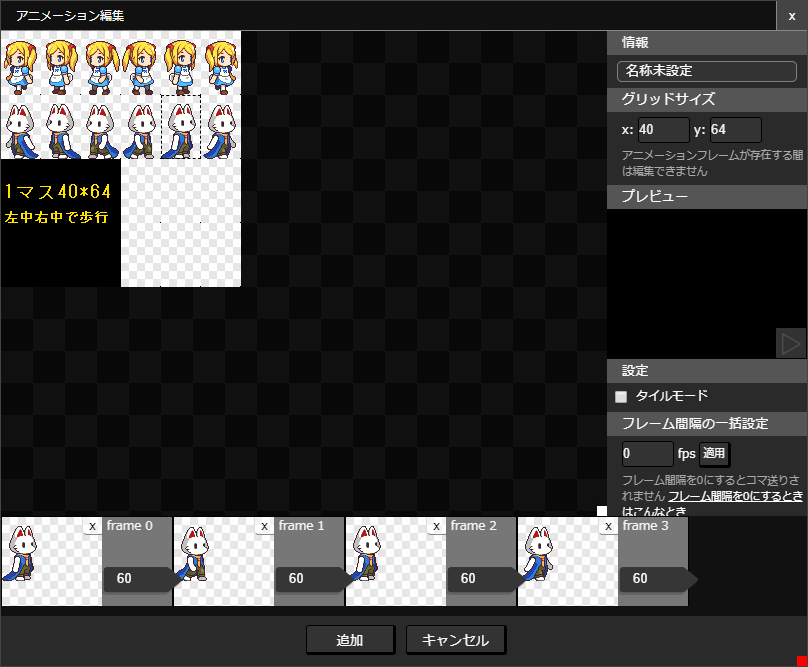 アニメーション編集
x
情報
名称未設定
グリッドサイズ
x: 40 y: 64
アニメーションフレームが存在する間
は編集できません
プレビュー
1マス40*64
左中右中で歩行
設定
タイルモード
フレーム間隔の一括設定
0 fps 適用
フレーム間隔を0にするとコマ送りさ
れません フレーム間隔を0にするとき
はこんなとき
x frame 0 x frame 1 x frame 2 x frame 3
60 60 60 60
追加 キャンセル